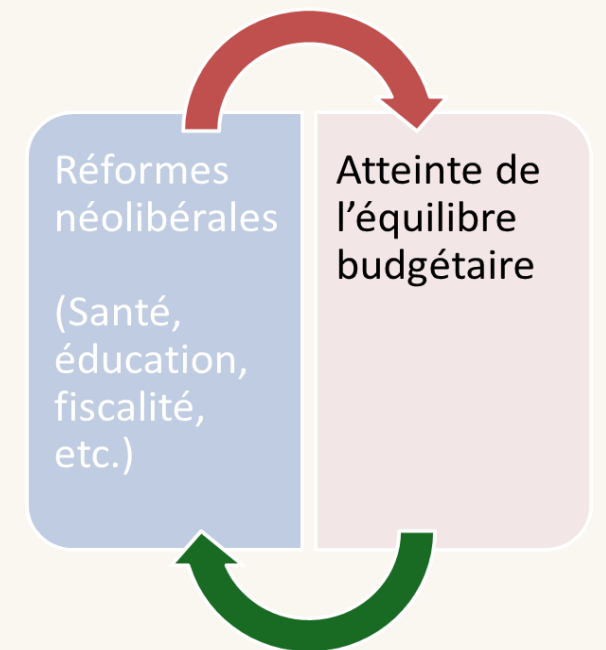 Réformes
néolibérales
(Santé,
éducation,
fiscalité,
etc.)
Atteinte de
l’équilibre
budgétaire